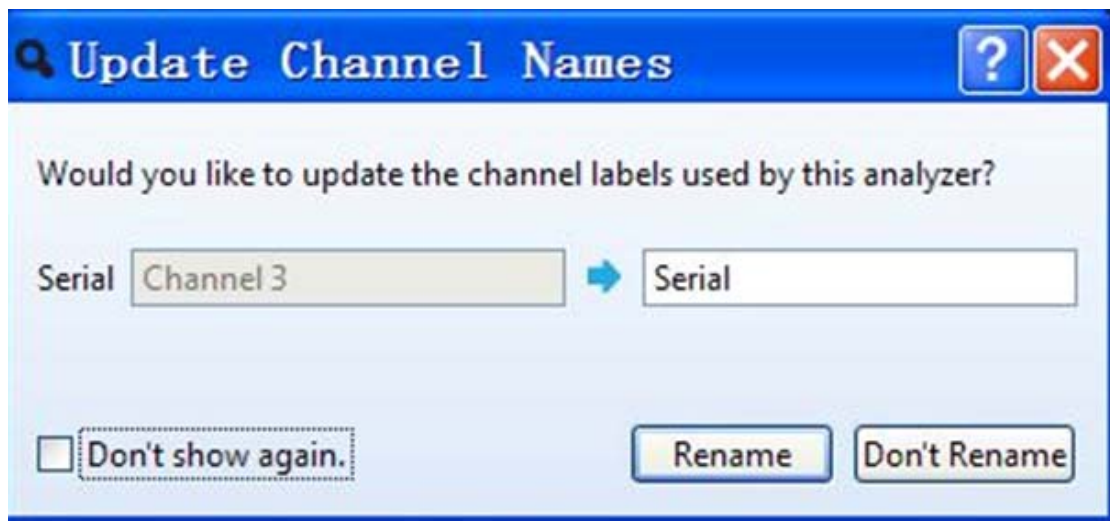 Update Channel Names
Would you like to update the channel labels used by this analyzer?
Serial Channel 3 Serial
Don't show again. Rename Don't Rename